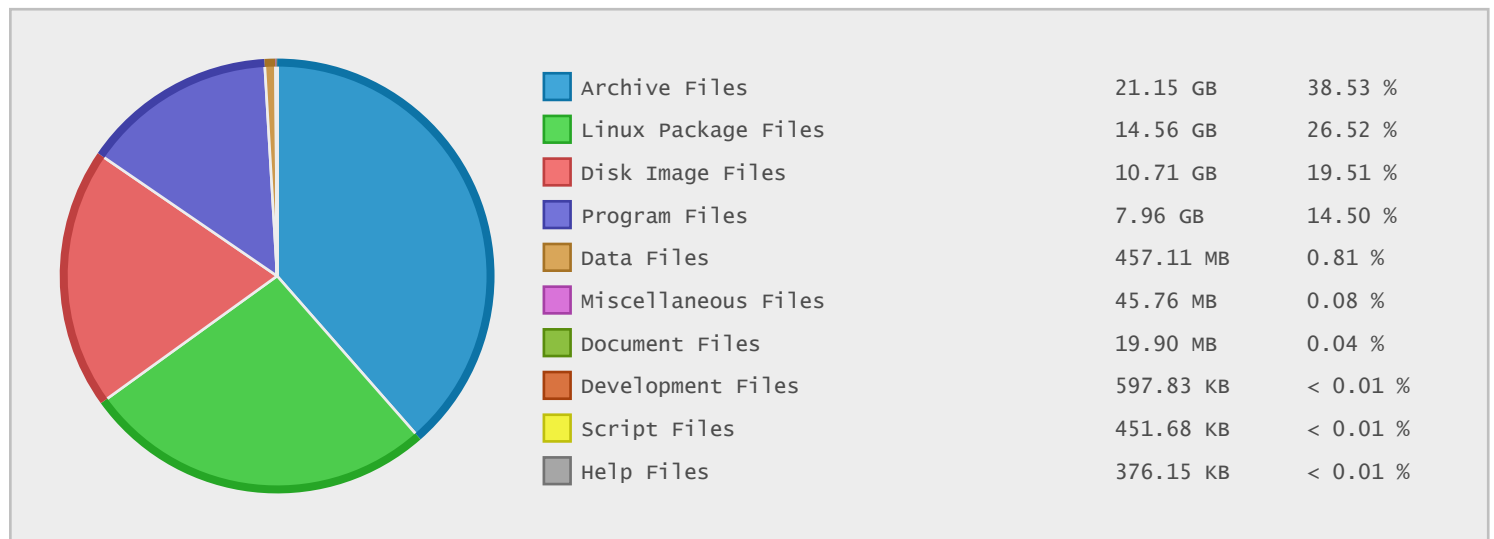 Archive Files 21.15 GB 38.53 %
Linux Package Files 14.56 GB 26.52 %
Disk Image Files 10.71 GB 19.51 %
Program Files 7.96 GB 14.50 %
Data Files 457.11 MB 0.81 %
Miscellaneous Files 45.76 MB 0.08 %
Document Files 19.90 MB 0.04 %
Development Files 597.83 KB < 0.01 %
Script Files 451.68 KB < 0.01 %
Help Files 376.15 KB < 0.01 %